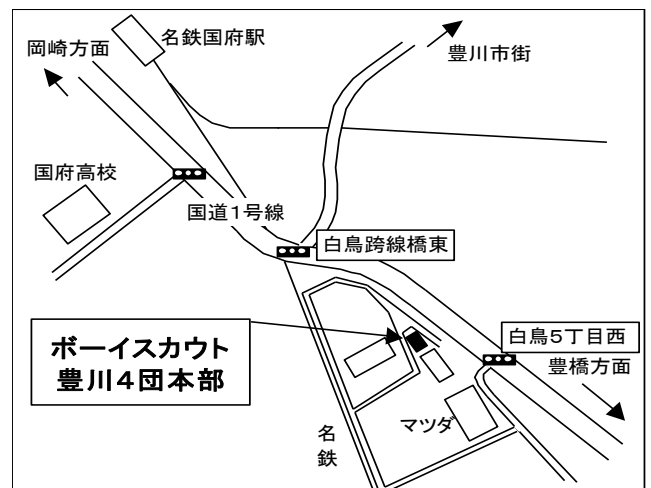 名鉄国府駅
岡崎方面
豊川市街
国府高校
国道1号線
白鳥跨線橋東
白鳥5丁目西
豊橋方面
ボーイスカウト
豊川4団本部
マツダ
名鉄